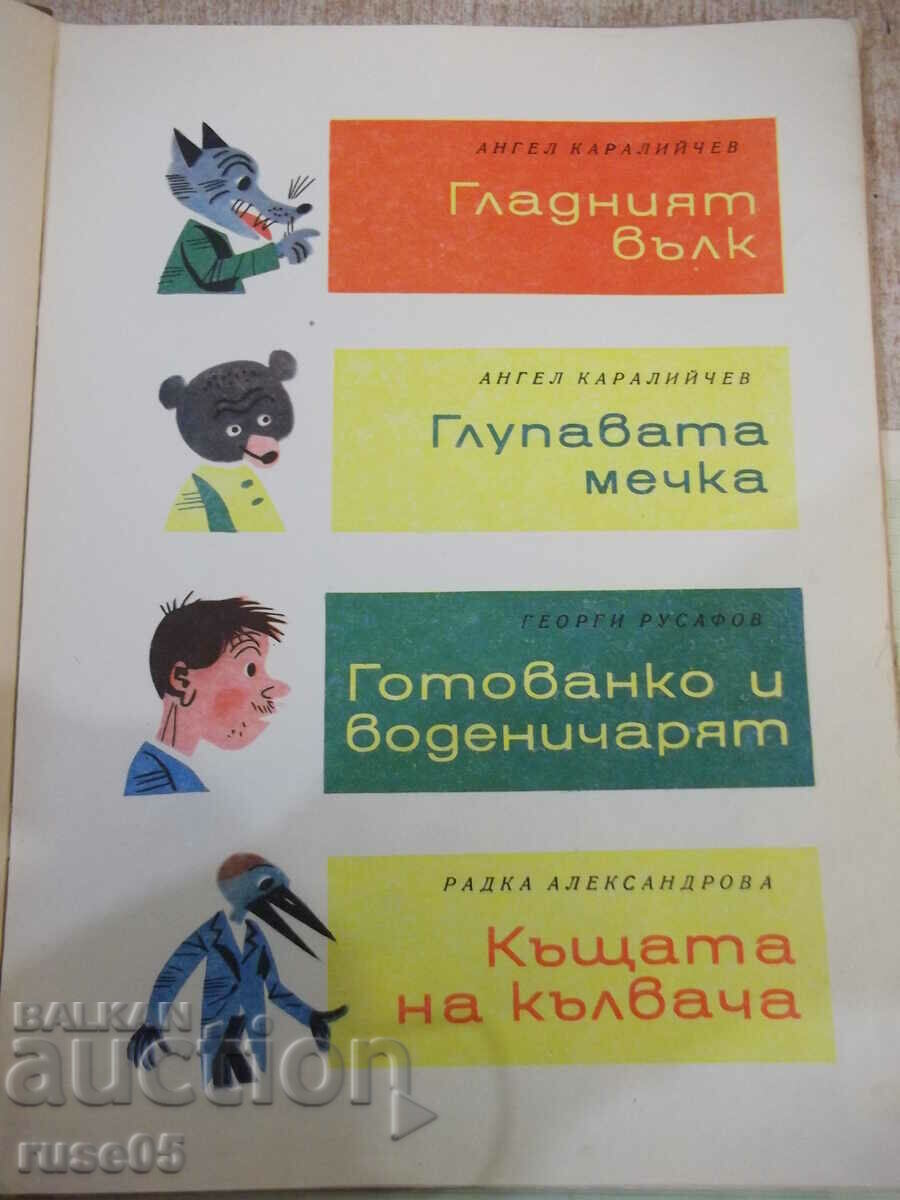 АНГЕЛ КАРАЛИЙЧЕВ
Гладният
вълк
АНГЕЛ КАРАЛИЙЧЕВ
Глупавата
мечка
ГЕОРГИ РУСАФОВ
Готованко и
воденичарят
РАДКА АЛЕКСАНДРОВА
Къщата
на кълвача
BALKAN
auction
ruse05